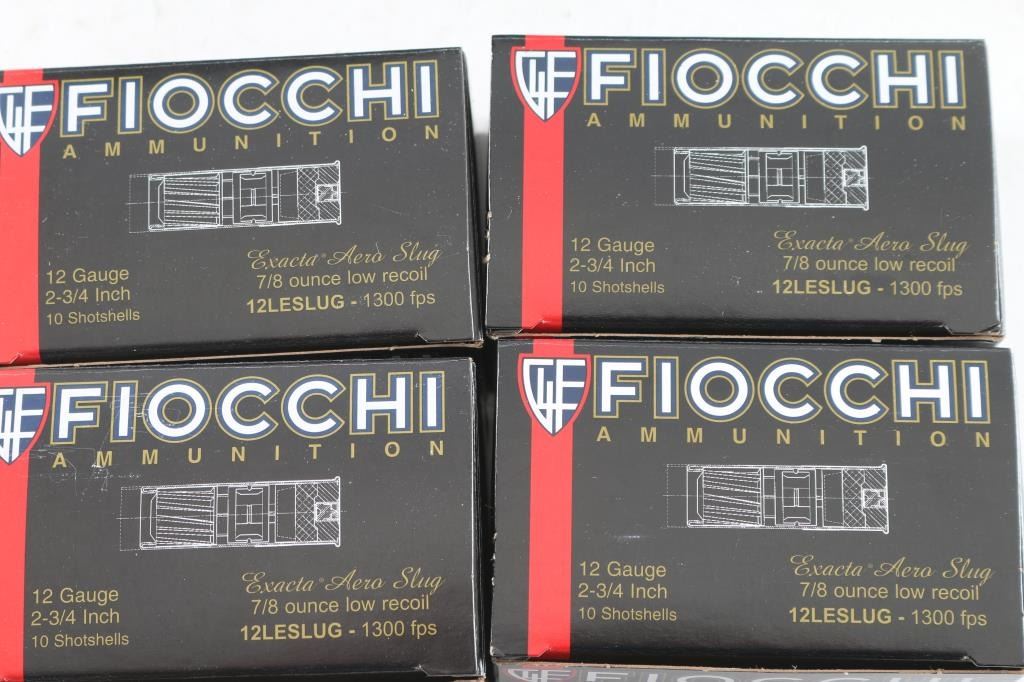 FIOCCHI
AMMUNITION
12 Gauge
2-3/4 Inch
10 Shotshells
Exacta® Aero Slug
7/8 ounce low recoil
12LESLUG - 1300 fps
FIOCCHI
AMMUNITION
12 Gauge
2-3/4 Inch
10 Shotshells
Exacta® Aero Slug
7/8 ounce low recoil
12LESLUG - 1300 fps
FIOCCHI
AMMUNITION
12 Gauge
2-3/4 Inch
10 Shotshells
Exacta® Aero Slug
7/8 ounce low recoil
12LESLUG - 1300 fps
FIOCCHI
AMMUNITION
12 Gauge
2-3/4 Inch
10 Shotshells
Exacta® Aero Slug
7/8 ounce low recoil
12LESLUG - 1300 fps